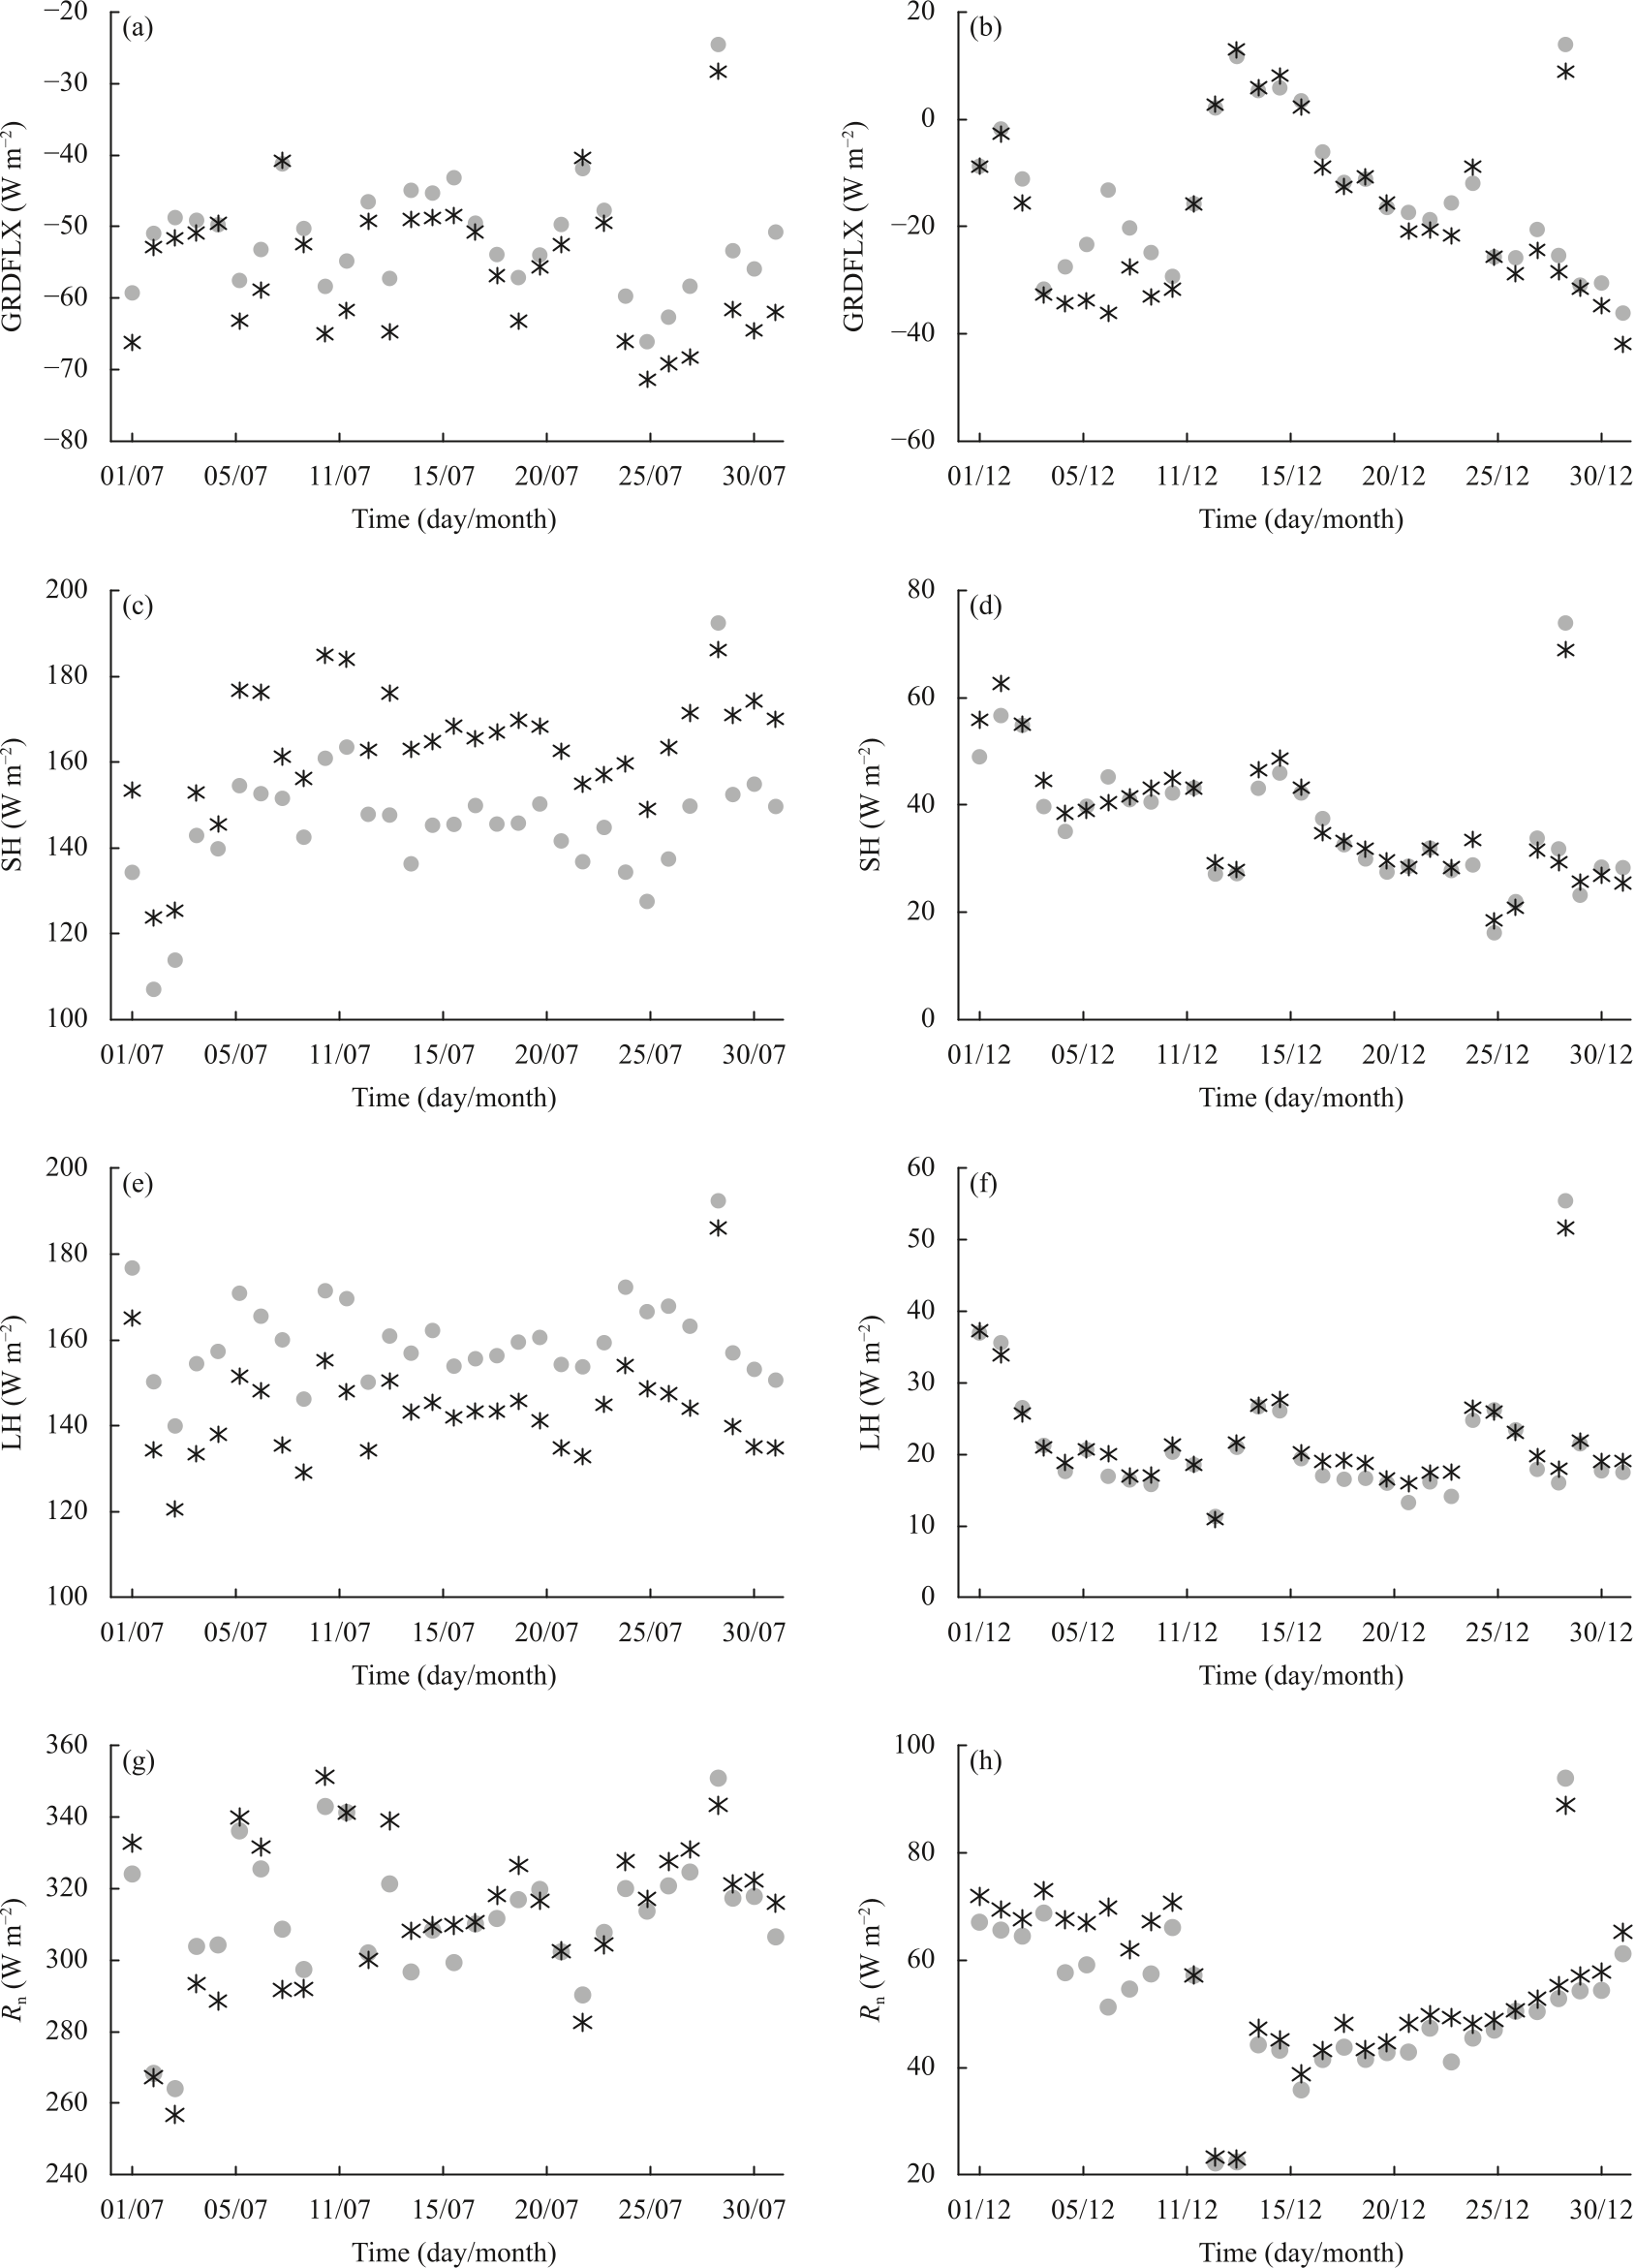 (a)
−20
−30
−40
−50
−60
−70
−80
GRDFLX (W m−2)
01/07 05/07 11/07 15/07 20/07 25/07 30/07
Time (day/month)
(b)
20
0
−20
−40
−60
GRDFLX (W m−2)
01/12 05/12 11/12 15/12 20/12 25/12 30/12
Time (day/month)
(c)
200
180
160
140
120
100
SH (W m−2)
01/07 05/07 11/07 15/07 20/07 25/07 30/07
Time (day/month)
(d)
80
60
40
20
0
SH (W m−2)
01/12 05/12 11/12 15/12 20/12 25/12 30/12
Time (day/month)
(e)
200
180
160
140
120
100
LH (W m−2)
01/07 05/07 11/07 15/07 20/07 25/07 30/07
Time (day/month)
(f)
60
50
40
30
20
10
0
LH (W m−2)
01/12 05/12 11/12 15/12 20/12 25/12 30/12
Time (day/month)
(g)
360
340
320
300
280
260
240
Rn (W m−2)
01/07 05/07 11/07 15/07 20/07 25/07 30/07
Time (day/month)
(h)
100
80
60
40
20
Rn (W m−2)
01/12 05/12 11/12 15/12 20/12 25/12 30/12
Time (day/month)